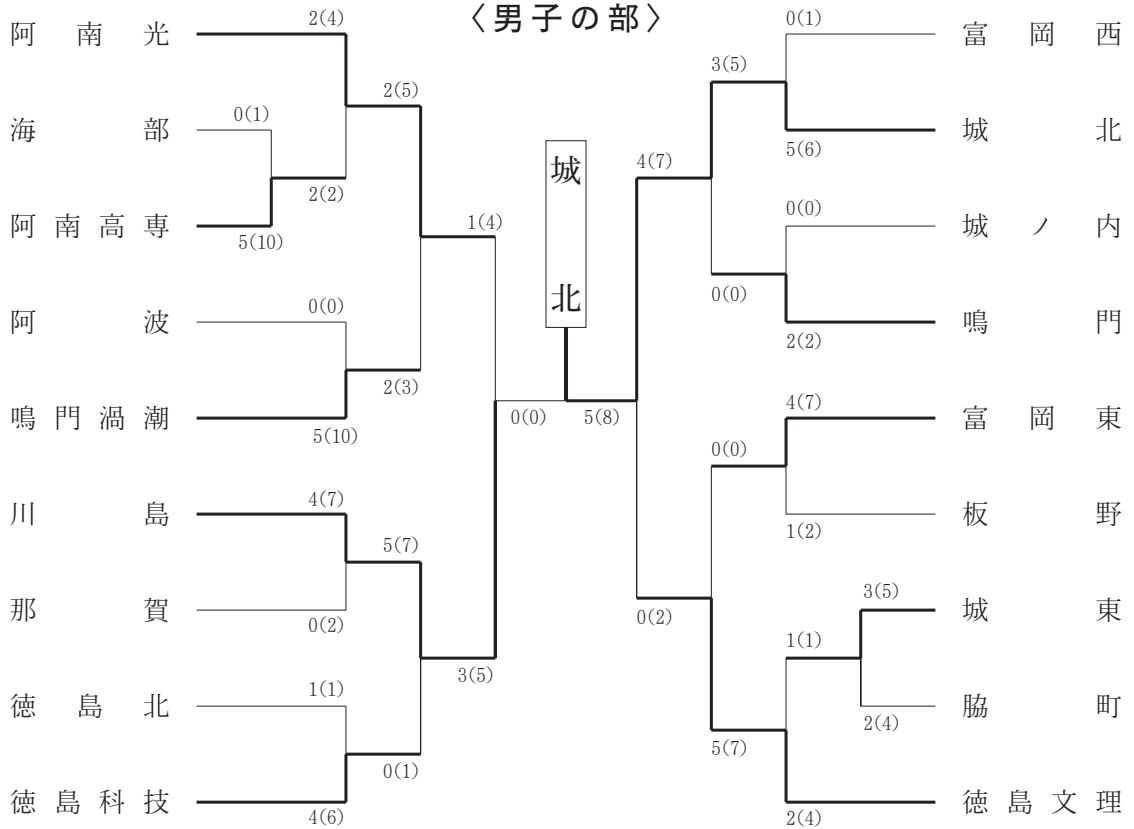 〈男子の部〉
阿南光
2(4)
海部
0(1)
2(5)
阿南高専
5(10)
2(2)
1(4)
阿波
0(0)
鳴門渦潮
5(10)
2(3)
川島
4(7)
5(7)
那賀
0(2)
3(5)
徳島北
1(1)
徳島科技
4(6)
0(1)
城北
0(0)
5(8)
富岡西
0(1)
3(5)
城北
5(6)
4(7)
城ノ内
0(0)
0(0)
鳴門
2(2)
富岡東
4(7)
0(0)
板野
1(2)
0(2)
城東
3(5)
1(1)
脇町
2(4)
5(7)
徳島文理
2(4)